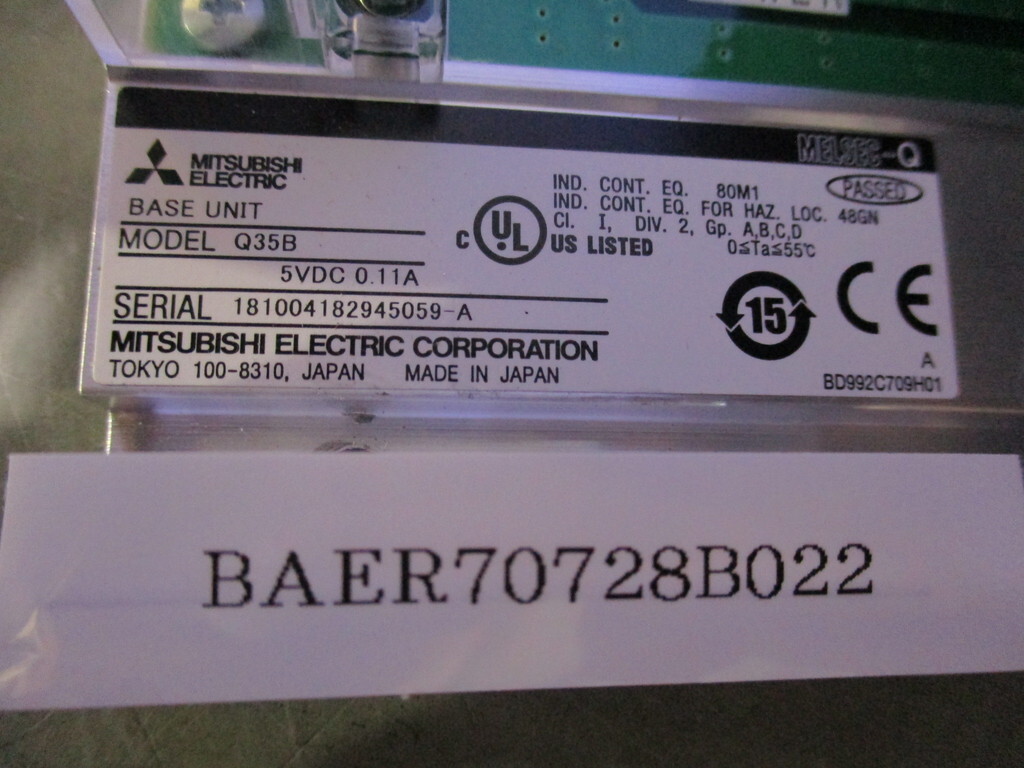 MELSEC-Q
MITSUBISHI
ELECTRIC
BASE UNIT
MODEL Q35B
5VDC 0.11A
SERIAL 181004182945059-A
MITSUBISHI ELECTRIC CORPORATION
TOKYO 100-8310, JAPAN MADE IN JAPAN
C UL US LISTED
IND. CONT. EQ. 80M1
IND. CONT. EQ. FOR HAZ. LOC. 48GN
Cl. I, DIV. 2, Gp. A,B,C,D
0≦Ta≦55℃
PASSED
15
CE
A
BD992C709H01
BAER70728B022